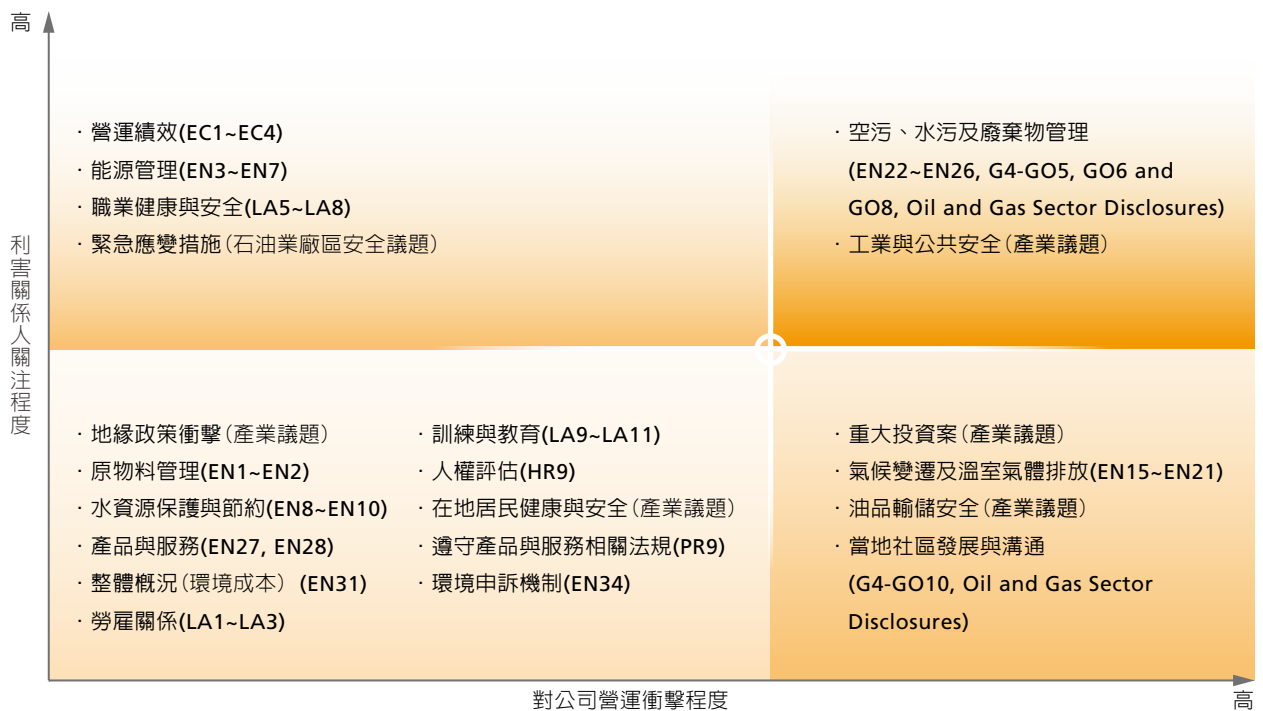 高
·營運績效(EC1~EC4)
·能源管理(EN3~EN7)
·職業健康與安全(LA5~LA8)
·緊急應變措施(石油業廠區安全議題)
·空污、水污及廢棄物管理
(EN22~EN26, G4-GO5, GO6 and
GO8, Oil and Gas Sector Disclosures)
·工業與公共安全(產業議題)
利害關係人關注程度
·地緣政策衝擊(產業議題)
·原物料管理(EN1~EN2)
·水資源保護與節約(EN8~EN10)
·產品與服務(EN27, EN28)
·整體概況(環境成本) (EN31)
·勞雇關係(LA1~LA3)
·訓練與教育(LA9~LA11)
·人權評估(HR9)
·在地居民健康與安全(產業議題)
·遵守產品與服務相關法規(PR9)
·環境申訴機制(EN34)
·重大投資案(產業議題)
·氣候變遷及溫室氣體排放(EN15~EN21)
·油品輸儲安全(產業議題)
·當地社區發展與溝通
(G4-GO10, Oil and Gas Sector
Disclosures)
對公司營運衝擊程度
高